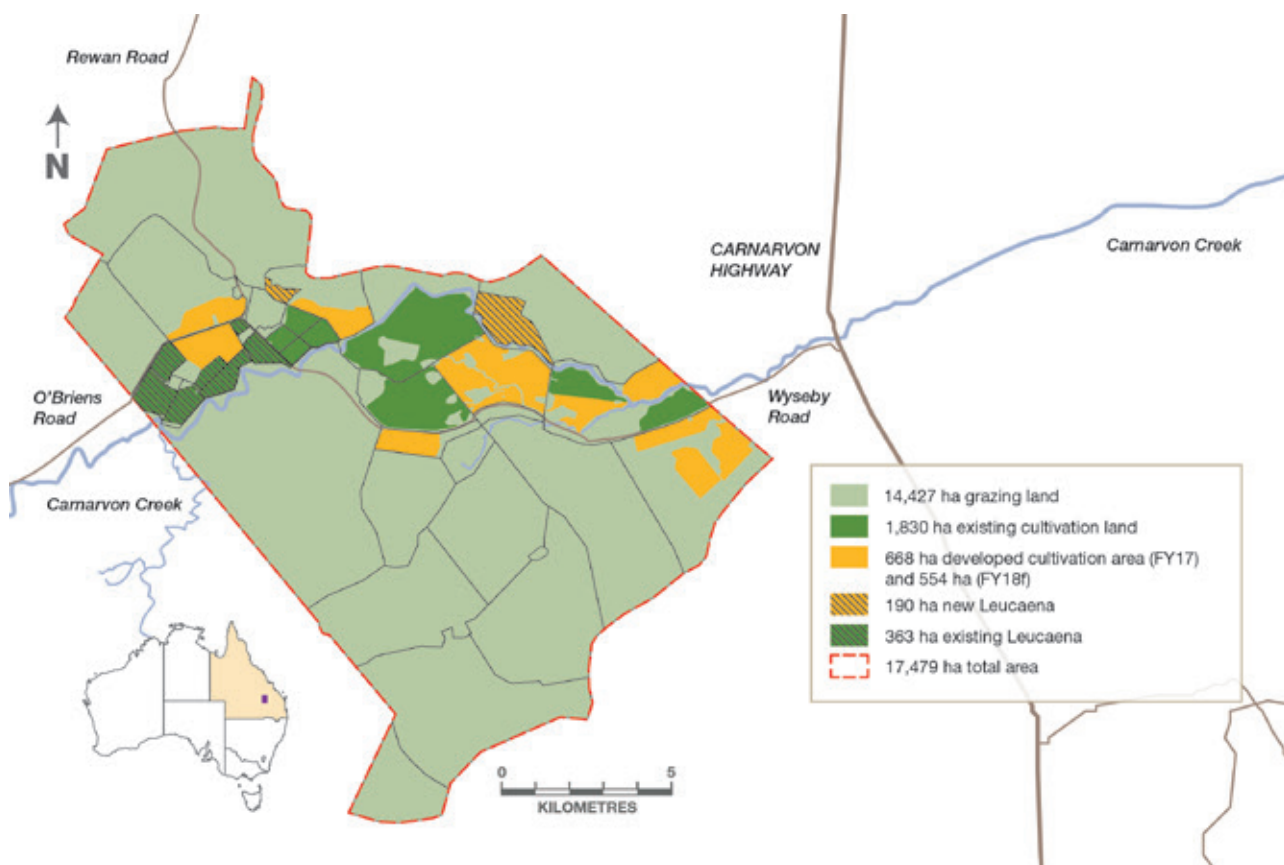 Rewan Road
N
CARNARVON
HIGHWAY
Carnarvon Creek
O'Briens
Road
Wyseby
Road
Carnarvon Creek
14,427 ha grazing land
1,830 ha existing cultivation land
668 ha developed cultivation area (FY17)
and 554 ha (FY18f)
190 ha new Leucaena
363 ha existing Leucaena
17,479 ha total area
0 5
KILOMETRES